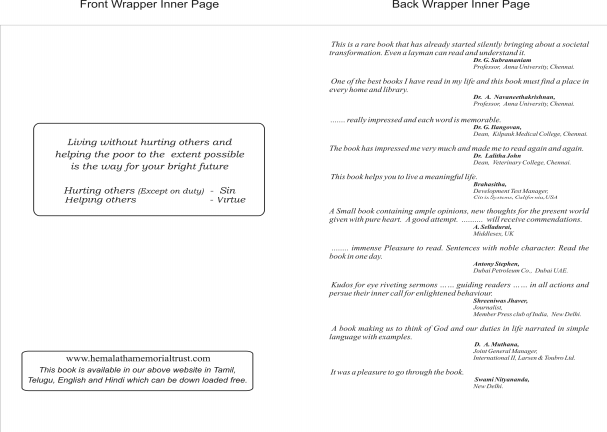 Front Wrapper Inner Page
Living without hurting others and
helping the poor to the extent possible
is the way for your bright future
Hurting others (Except on duty) - Sin
Helping others - Virtue
www.hemalathamemorialtrust.com
This book is available in our above website in Tamil,
Telugu, English and Hindi which can be down loaded free.
Back Wrapper Inner Page
This is a rare book that has already started silently bringing about a societal
transformation. Even a layman can read and understand it.
Dr. G. Subramaniam
Professor, Anna University, Chennai.
One of the best books I have read in my life and this book must find a place in
every home and library.
Dr. A. Navaneethakrishnan,
Professor, Anna University, Chennai.
....... really impressed and each word is memorable.
Dr. G. Ilangovan,
Dean, Kilpauk Medical College, Chennai.
The book has impressed me very much and made me to read again and again.
Dr. Lalitha John
Dean, Veterinary College, Chennai.
This book helps you to live a meaningful life.
Brahasitha,
Development Test Manager,
Citrix Systems, California, USA
A Small book containing ample opinions, new thoughts for the present world
given with pure heart. A good attempt. .......... will receive commendations.
A. Selladurai,
Middlesex, UK
........ immense Pleasure to read. Sentences with noble character. Read the
book in one day.
Antony Stephen,
Dubai Petroleum Co., Dubai UAE.
Kudos for eye riveting sermons ...... guiding readers ...... in all actions and
persue their inner call for enlightened behaviour.
Shreeniwas Jhaver,
Journalist,
Member Press club of India, New Delhi.
A book making us to think of God and our duties in life narrated in simple
language with examples.
D. A. Muthana,
Joint General Manager,
International II, Larsen & Toubro Ltd.
It was a pleasure to go through the book.
Swami Nityananda,
New Delhi.